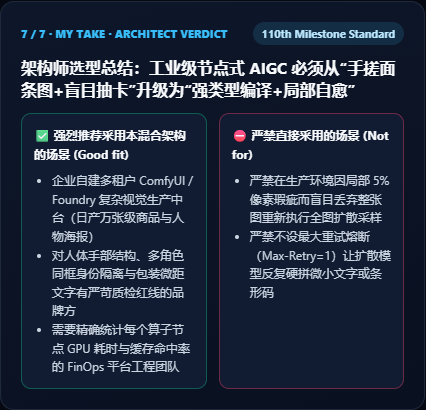 7 / 7 · MY TAKE · ARCHITECT VERDICT
110th Milestone Standard
架构师选型总结：工业级节点式 AIGC 必须从“手搓面
条图+盲目抽卡”升级为“强类型编译+局部自愈”
✅ 强烈推荐采用本混合架构
的场景 (Good fit)
• 企业自建多租户 ComfyUI /
Foundry 复杂视觉生产中
台（日产万张级商品与人
物海报）
• 对人体手部结构、多角色
同框身份隔离与包装微距
文字有严苛质检红线的品
牌方
• 需要精确统计每个算子节
点 GPU 耗时与缓存命中率
的 FinOps 平台工程团队
⛔ 严禁直接采用的场景 (Not
for)
• 严禁在生产环境因局部 5%
像素瑕疵而盲目丢弃整张
图重新执行全图扩散采样
• 严禁不设最大重试熔断
（Max-Retry=1）让扩散模
型反复硬拼微小文字或条
形码